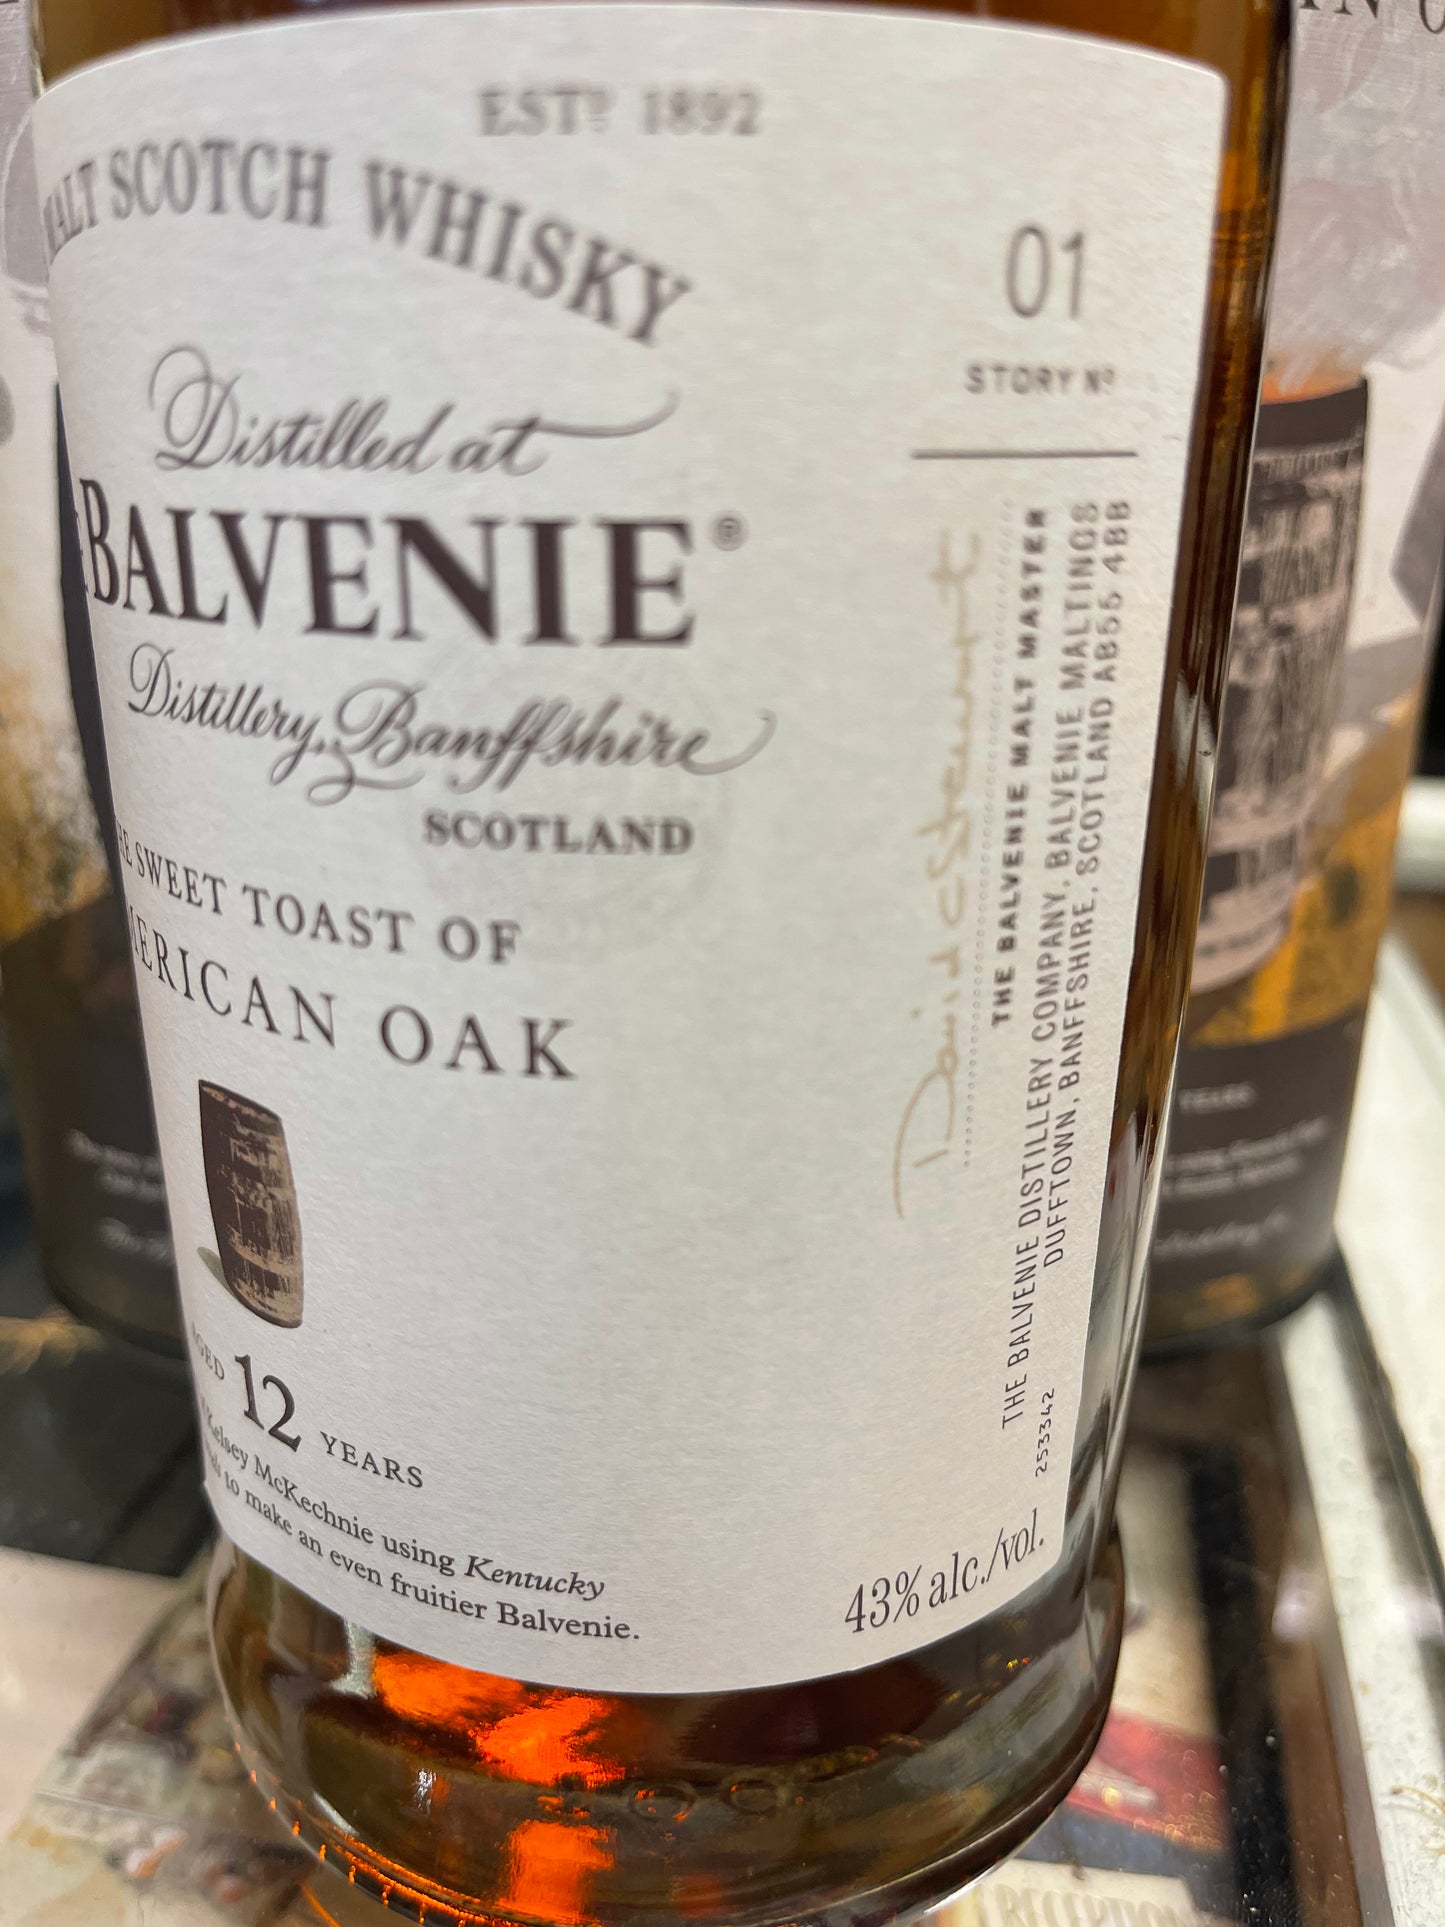 ESTD 1892
MALT SCOTCH WHISKY
01
STORY No
Distilled at
BALVENIE®
Distillery, Banffshire
SCOTLAND
SWEET TOAST OF
OAK
AGED 12 YEARS
Kelsey McKechnie using Kentucky
to make an even fruitier Balvenie.
David C Stewart
THE BALVENIE MALT MASTER
THE BALVENIE DISTILLERY COMPANY, BALVENIE MALTINGS
DUFFTOWN, BANFFSHIRE, SCOTLAND AB55 4BB
253342
43% alc./vol.